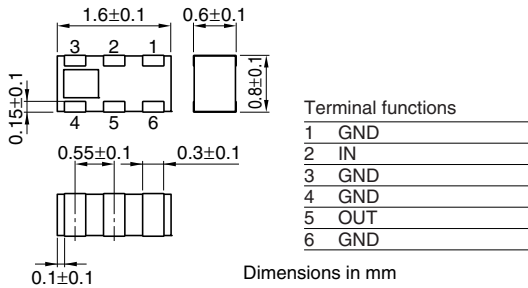 1.6±0.1
0.6±0.1
3 2 1
0.8±0.1
0.15±0.1
4 5 6
0.55±0.1
0.3±0.1
0.1±0.1
Terminal functions
1 GND
2 IN
3 GND
4 GND
5 OUT
6 GND
Dimensions in mm